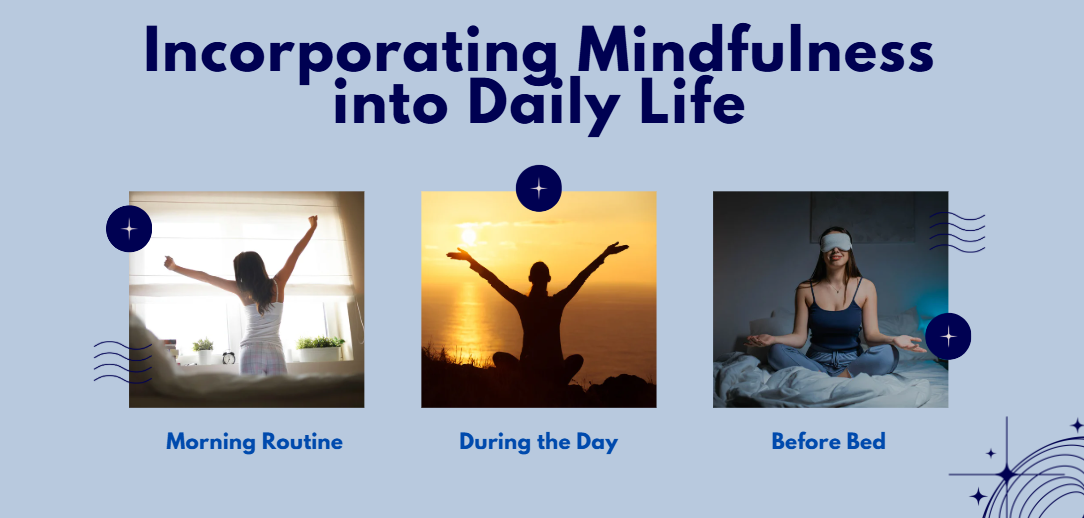 Incorporating Mindfulness
into Daily Life
Morning Routine
During the Day
Before Bed